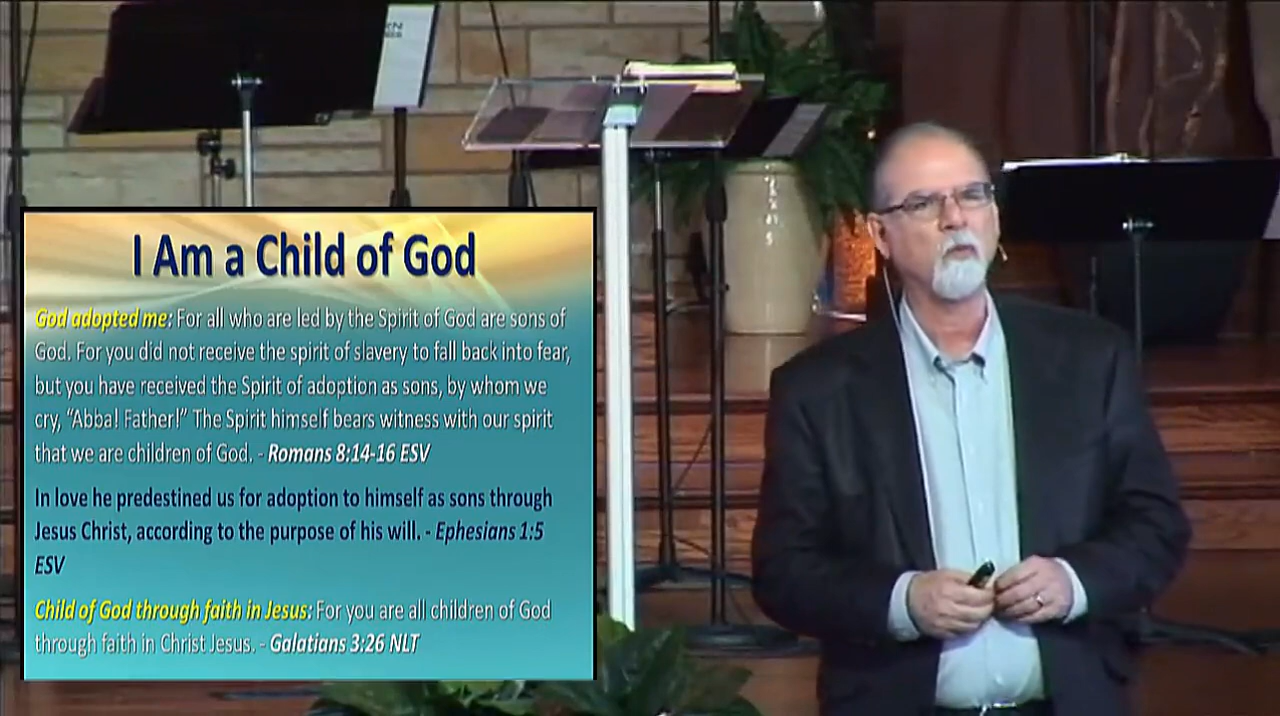 I Am a Child of God
God adopted me: For all who are led by the Spirit of God are sons of
God. For you did not receive the spirit of slavery to fall back into fear,
but you have received the Spirit of adoption as sons, by whom we
cry, “Abba! Father!” The Spirit himself bears witness with our spirit
that we are children of God. - Romans 8:14-16 ESV
In love he predestined us for adoption to himself as sons through
Jesus Christ, according to the purpose of his will. - Ephesians 1:5
ESV
Child of God through faith in Jesus: For you are all children of God
through faith in Christ Jesus. - Galatians 3:26 NLT